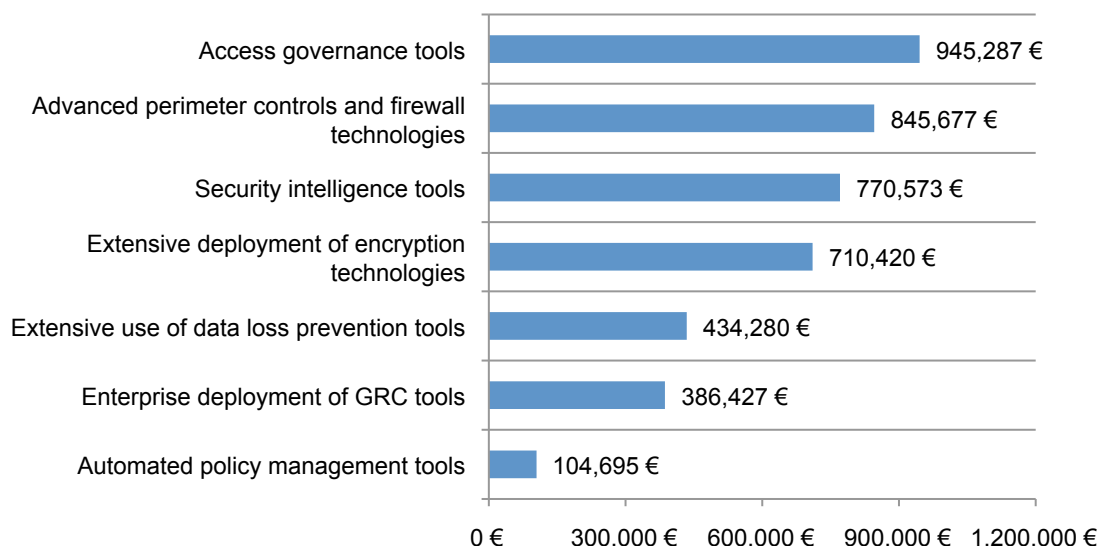 Access governance tools
945,287 €
Advanced perimeter controls and firewall
technologies
845,677 €
Security intelligence tools
770,573 €
Extensive deployment of encryption
technologies
710,420 €
Extensive use of data loss prevention tools
434,280 €
Enterprise deployment of GRC tools
386,427 €
Automated policy management tools
104,695 €
0 € 300,000 € 600,000 € 900,000 € 1,200,000 €